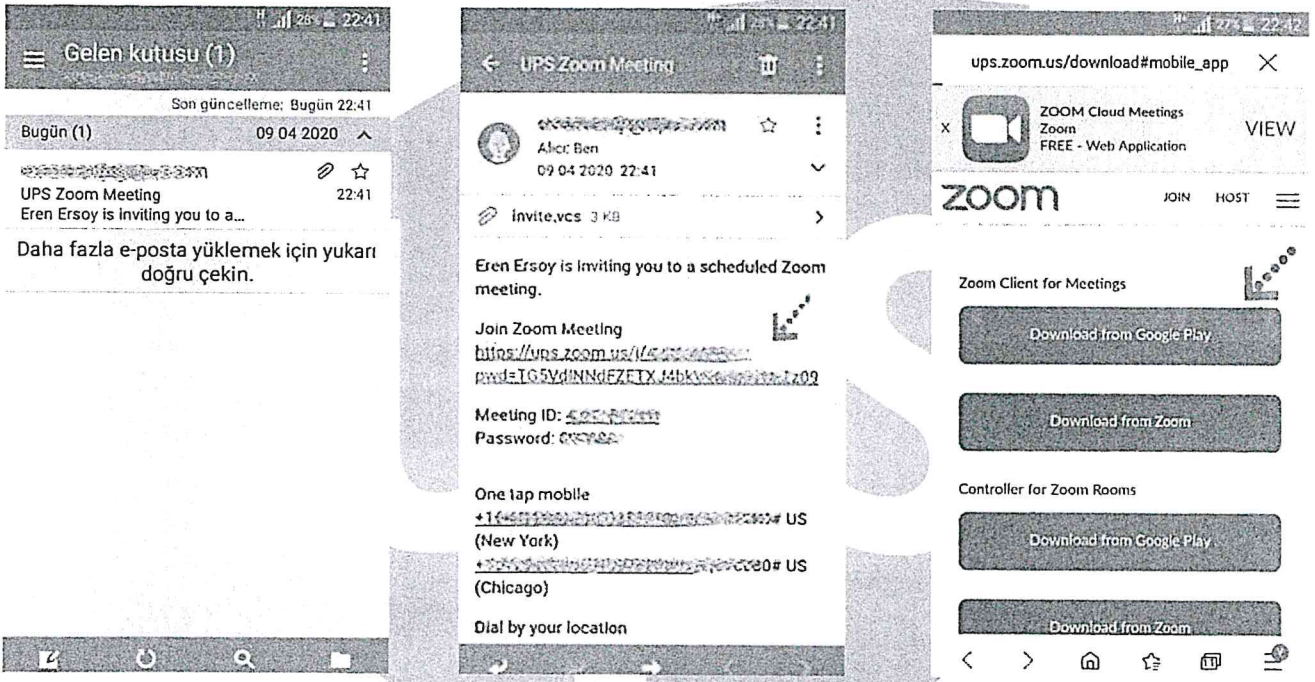 26% 22:41
Gelen kutusu (1)
Son güncelleme: Bugün 22:41
Bugün (1) 09 04 2020
UPS Zoom Meeting 22:41
Eren Ersoy is inviting you to a...
Daha fazla e-posta yüklemek için yukarı
doğru çekin.
22:41
UPS Zoom Meeting
Alıcı: Ben
09 04 2020 22:41
invite.vcs 3 KB
Eren Ersoy is inviting you to a scheduled Zoom
meeting.
Join Zoom Meeting
https://ups.zoom.us/j/
Meeting ID:
Password:
One tap mobile
US
(New York)
US
(Chicago)
Dial by your location
27% 22:42
ups.zoom.us/download#mobile_app
ZOOM Cloud Meetings
x Zoom VIEW
FREE - Web Application
zoom JOIN HOST
Zoom Client for Meetings
Download from Google Play
Download from Zoom
Controller for Zoom Rooms
Download from Google Play
Download from Zoom